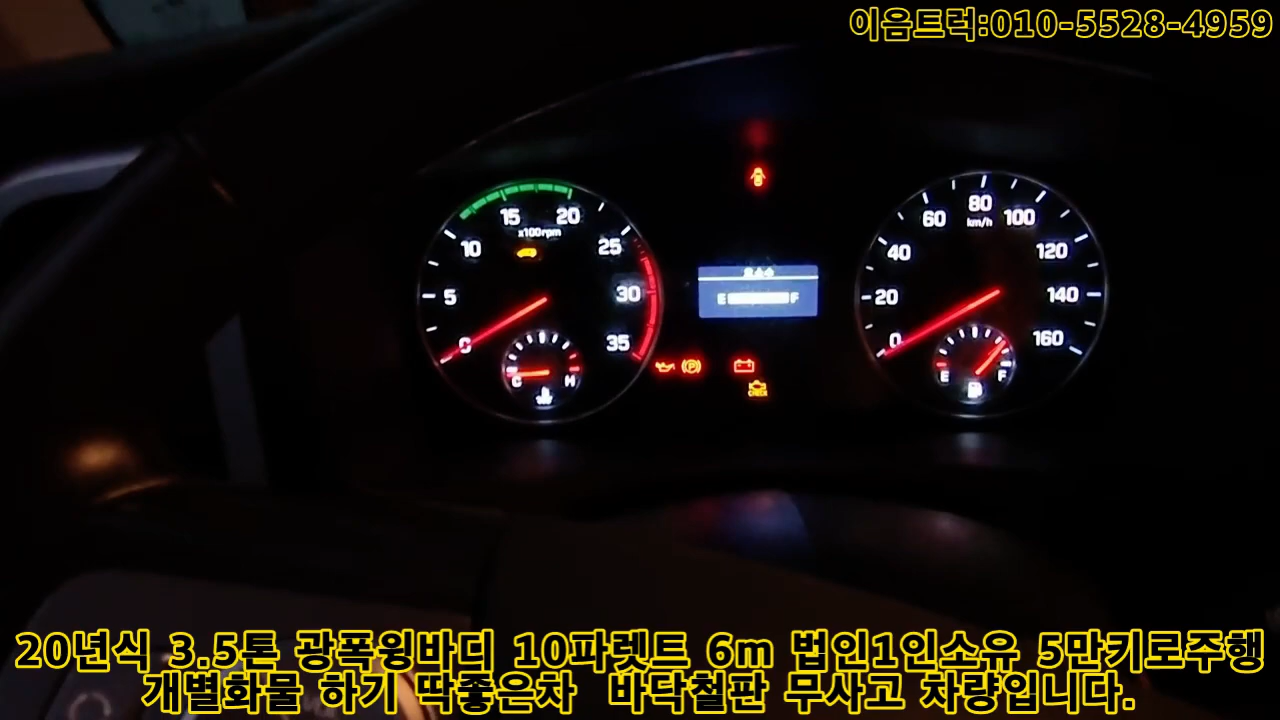 이음트럭:010-5528-4959
80
60 km/h 100
40 120
20 140
0 160
E F
15 20
x100rpm
10 25
5 30
0 35
C H
요소수
E F
CHECK
20년식 3.5톤 광폭윙바디 10파렛트 6m 법인1인소유 5만키로주행
개별화물 하기 딱좋은차 바닥철판 무사고 차량입니다.